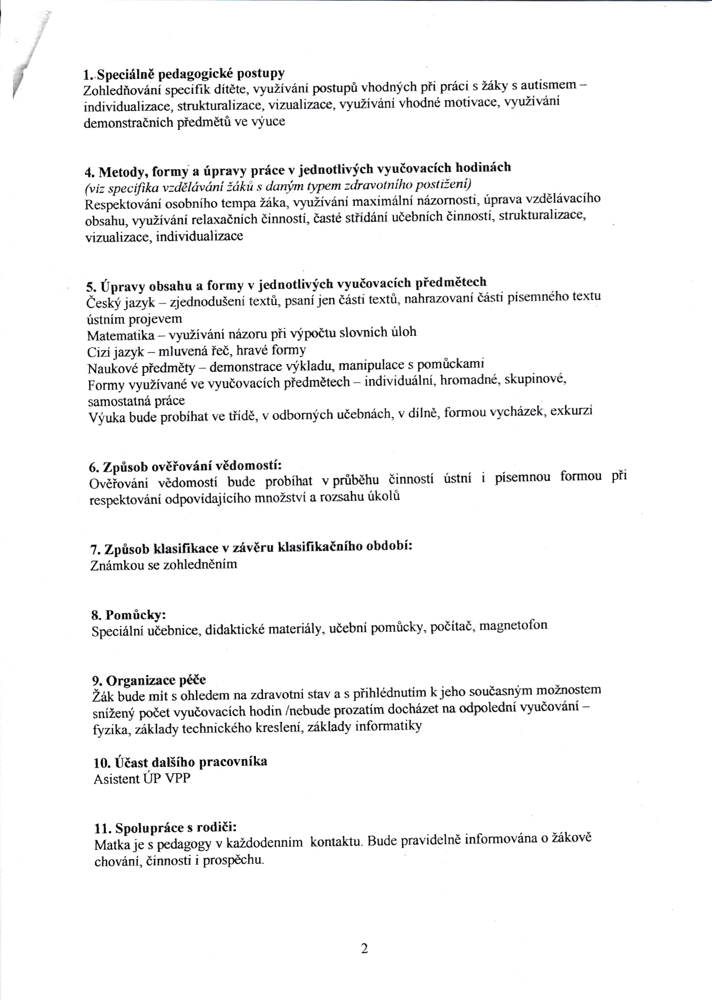 1. Speciálně pedagogické postupy
Zohledňování specifik dítěte, využívání postupů vhodných při práci s žáky s autismem –
individualizace, strukturalizace, vizualizace, využívání vhodné motivace, využívání
demonstračních předmětů ve výuce
4. Metody, formy a úpravy práce v jednotlivých vyučovacích hodinách
(viz specifika vzdělávání žáků s daným typem zdravotního postižení)
Respektování osobního tempa žáka, využívání maximální názornosti, úprava vzdělávacího
obsahu, využívání relaxačních činností, časté střídání učebních činností, strukturalizace,
vizualizace, individualizace
5. Úpravy obsahu a formy v jednotlivých vyučovacích předmětech
Český jazyk – zjednodušení textů, psaní jen části textů, nahrazovaní části písemného textu
ústním projevem
Matematika – využívání názoru při výpočtu slovních úloh
Cizí jazyk – mluvená řeč, hravé formy
Naukové předměty – demonstrace výkladu, manipulace s pomůckami
Formy využívané ve vyučovacích předmětech – individuální, hromadné, skupinové,
samostatná práce
Výuka bude probíhat ve třídě, v odborných učebnách, v dílně, formou vycházek, exkurzí
6. Způsob ověřování vědomostí:
Ověřování vědomostí bude probíhat v průběhu činností ústní i písemnou formou při
respektování odpovídajícího množství a rozsahu úkolů
7. Způsob klasifikace v závěru klasifikačního období:
Známkou se zohledněním
8. Pomůcky:
Speciální učebnice, didaktické materiály, učební pomůcky, počítač, magnetofon
9. Organizace péče
Žák bude mít s ohledem na zdravotní stav a s přihlédnutím k jeho současným možnostem
snížený počet vyučovacích hodin /nebude prozatím docházet na odpolední vyučování –
fyzika, základy technického kreslení, základy informatiky
10. Účast dalšího pracovníka
Asistent ÚP VPP
11. Spolupráce s rodiči:
Matka je s pedagogy v každodenním kontaktu. Bude pravidelně informována o žákově
chování, činnosti i prospěchu.
2